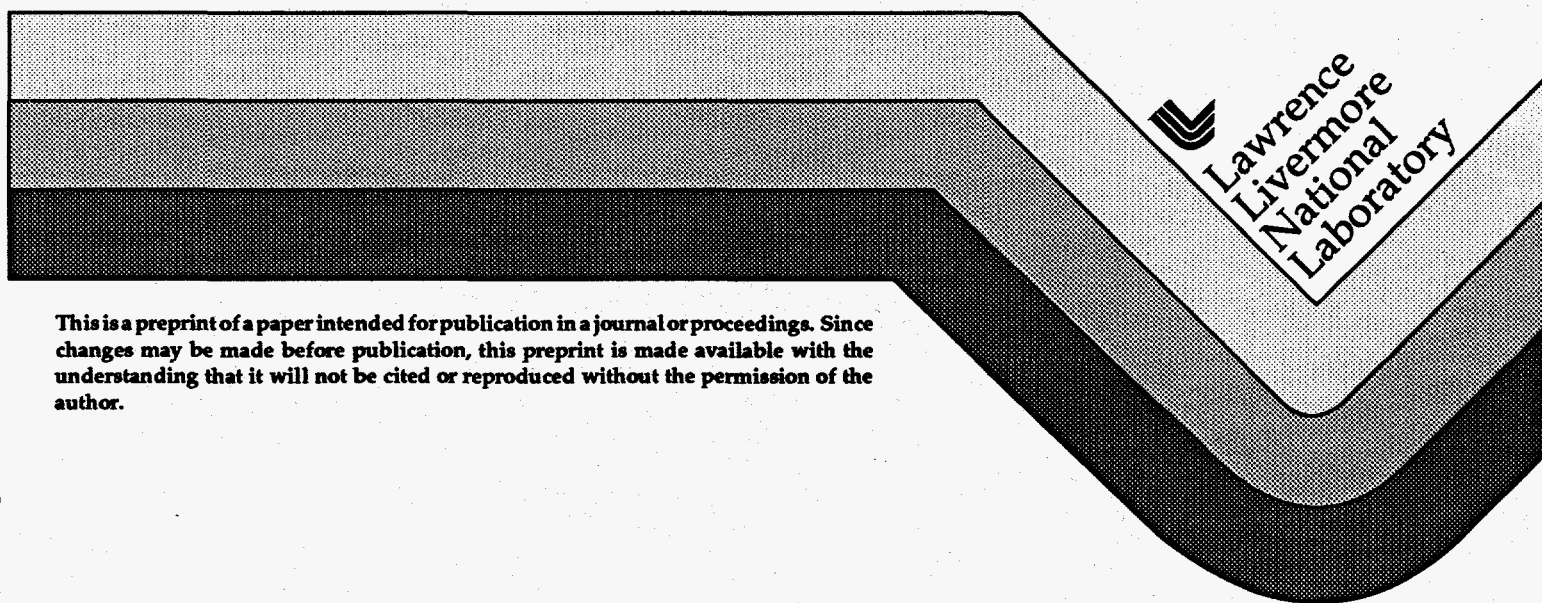 Lawrence
Livermore
National
Laboratory
This is a preprint of a paper intended for publication in a journal or proceedings. Since
changes may be made before publication, this preprint is made available with the
understanding that it will not be cited or reproduced without the permission of the
author.